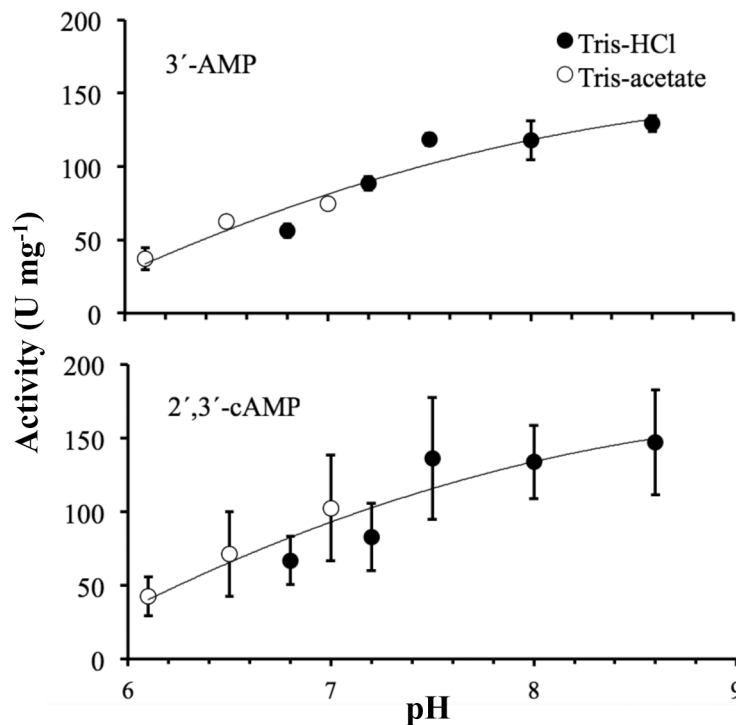 200
3´-AMP
Tris-HCl
Tris-acetate
150
100
50
0
Activity (U mg⁻¹)
200
2´,3´-cAMP
150
100
50
0
6
7
8
9
pH